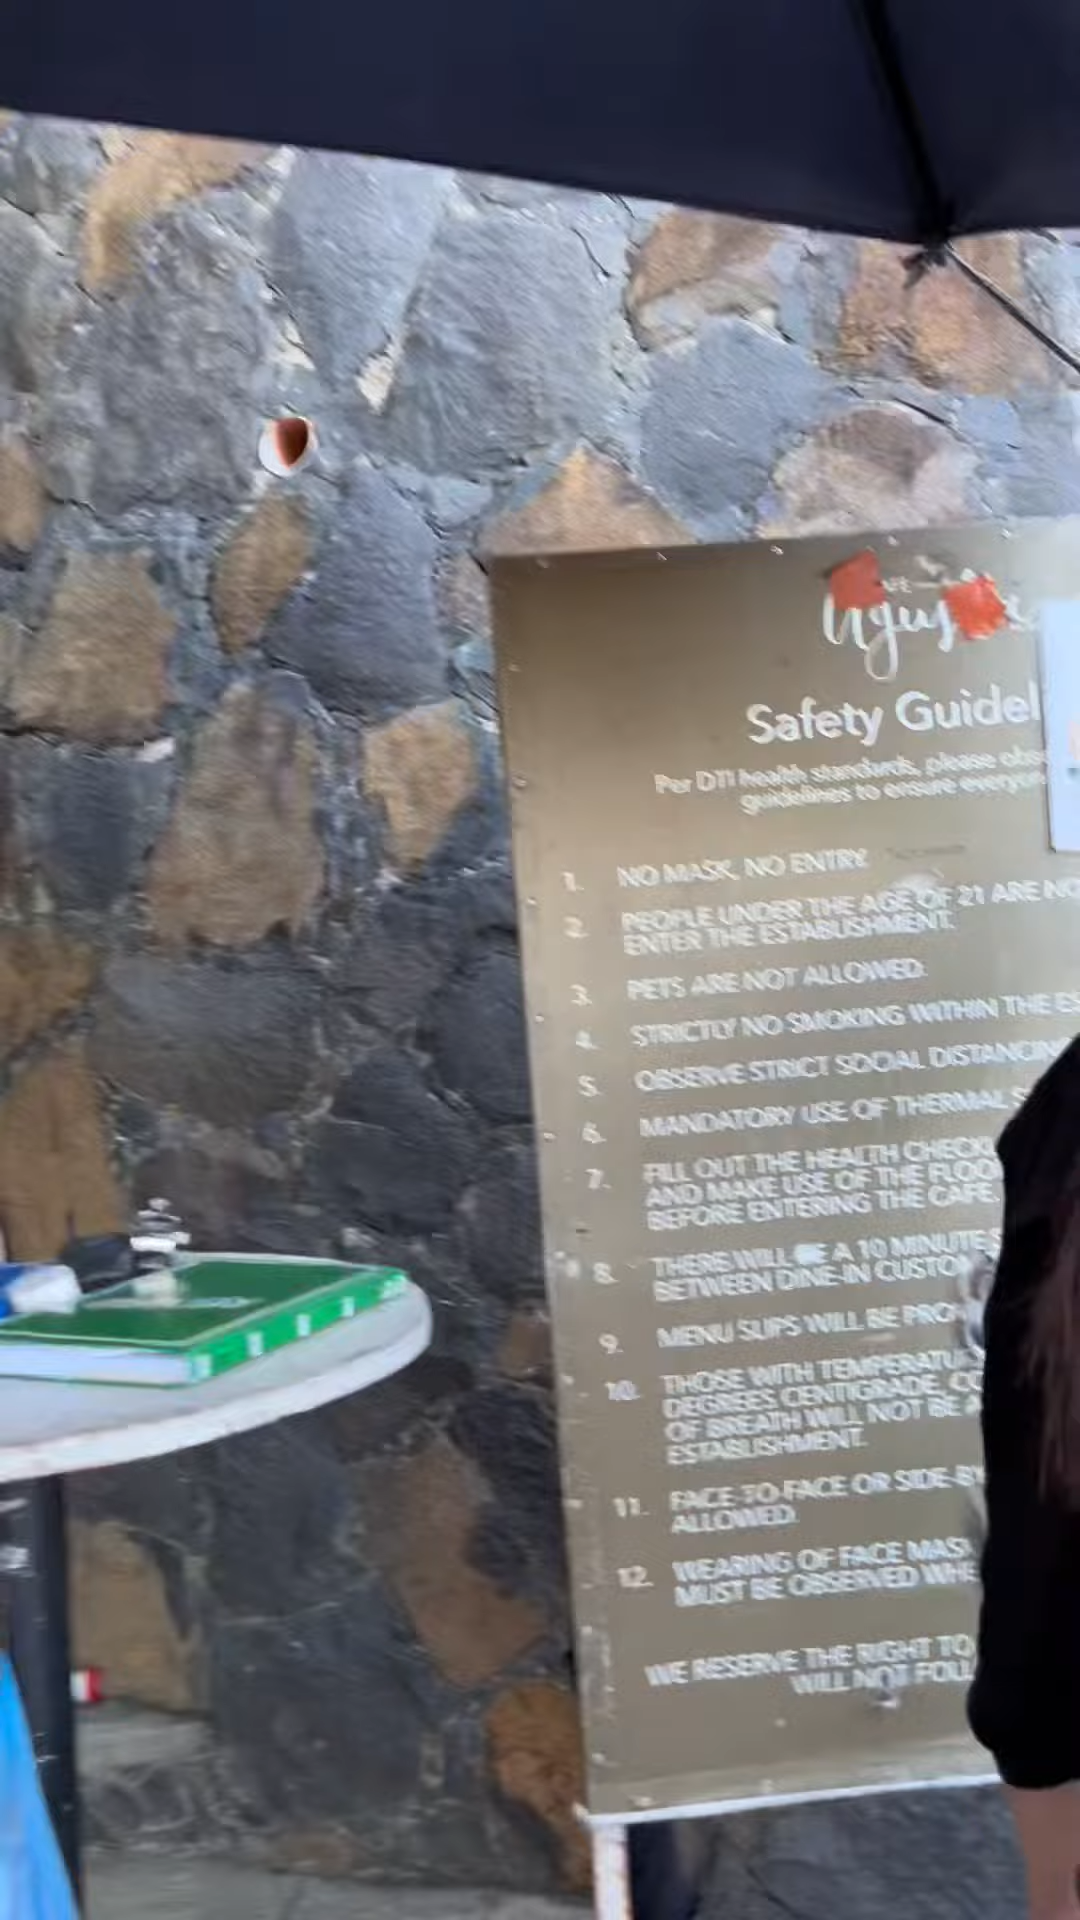 Safety Guidel
Per DTI health standards, please obs
guidelines to ensure everyon
1. NO MASK, NO ENTRY.
2. PEOPLE UNDER THE AGE OF 21 ARE NO
ENTER THE ESTABLISHMENT.
3. PETS ARE NOT ALLOWED.
4. STRICTLY NO SMOKING WITHIN THE ES
5. OBSERVE STRICT SOCIAL DISTANCING
6. MANDATORY USE OF THERMAL S
7. FILL OUT THE HEALTH CHECK
AND MAKE USE OF THE FLOO
BEFORE ENTERING THE CAFE.
8. THERE WILL BE A 10 MINUTE S
BETWEEN DINE-IN CUSTO
9. MENU SLIPS WILL BE PRO
10. THOSE WITH TEMPERATU
DEGREES CENTIGRADE, CO
OF BREATH WILL NOT BE A
ESTABLISHMENT.
11. FACE TO FACE OR SIDE-BY
ALLOWED.
12. WEARING OF FACE MAS
MUST BE OBSERVED WHE
WE RESERVE THE RIGHT TO
WILL NOT FOLL